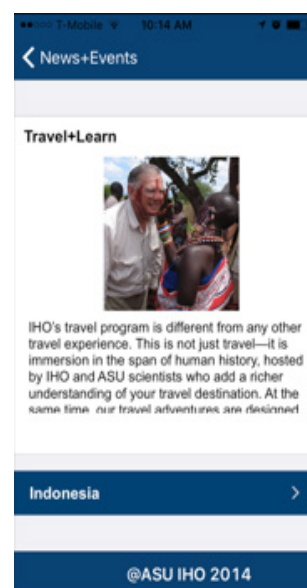 T-Mobile 10:14 AM
News+Events
Travel+Learn
IHO's travel program is different from any other
travel experience. This is not just travel—it is
immersion in the span of human history, hosted
by IHO and ASU scientists who add a richer
understanding of your travel destination. At the
same time, our travel adventures are designed
Indonesia
@ASU IHO 2014